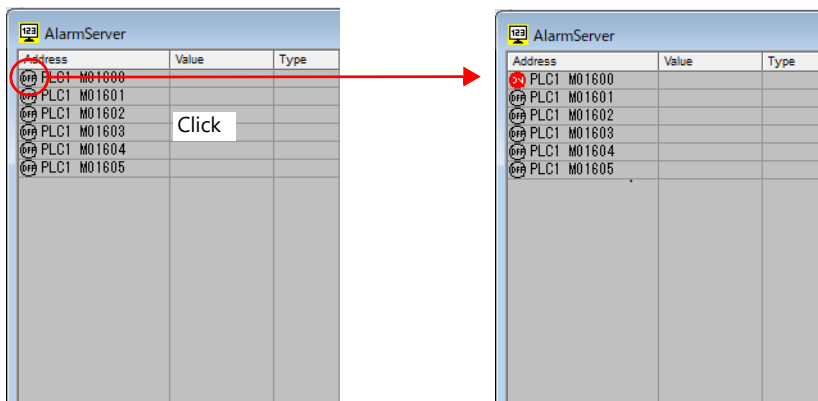 AlarmServer
Address Value Type
OFF PLC1 M01600
OFF PLC1 M01601
OFF PLC1 M01602
OFF PLC1 M01603
OFF PLC1 M01604
OFF PLC1 M01605
Click
AlarmServer
Address Value Type
ON PLC1 M01600
OFF PLC1 M01601
OFF PLC1 M01602
OFF PLC1 M01603
OFF PLC1 M01604
OFF PLC1 M01605